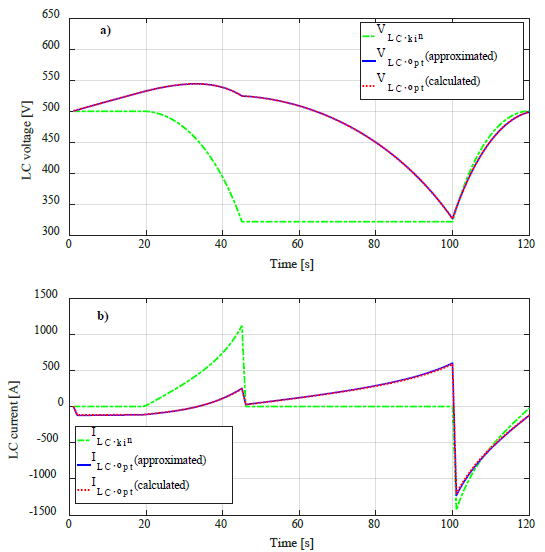 a)
650
600
550
500
450
400
350
300
LC voltage [V]
V LC·kin
V LC·opt(approximated)
V LC·opt(calculated)
0 20 40 60 80 100 120
Time [s]
b)
1500
1000
500
0
-500
-1000
-1500
LC current [A]
I LC·kin
I LC·opt(approximated)
I LC·opt(calculated)
0 20 40 60 80 100 120
Time [s]